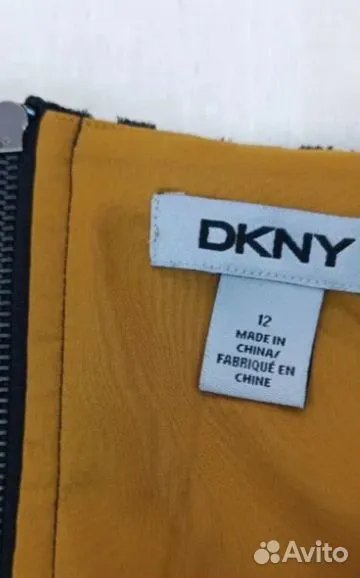 DKNY
12
MADE IN
CHINA/
FABRIQUÉ EN
CHINE
Avito